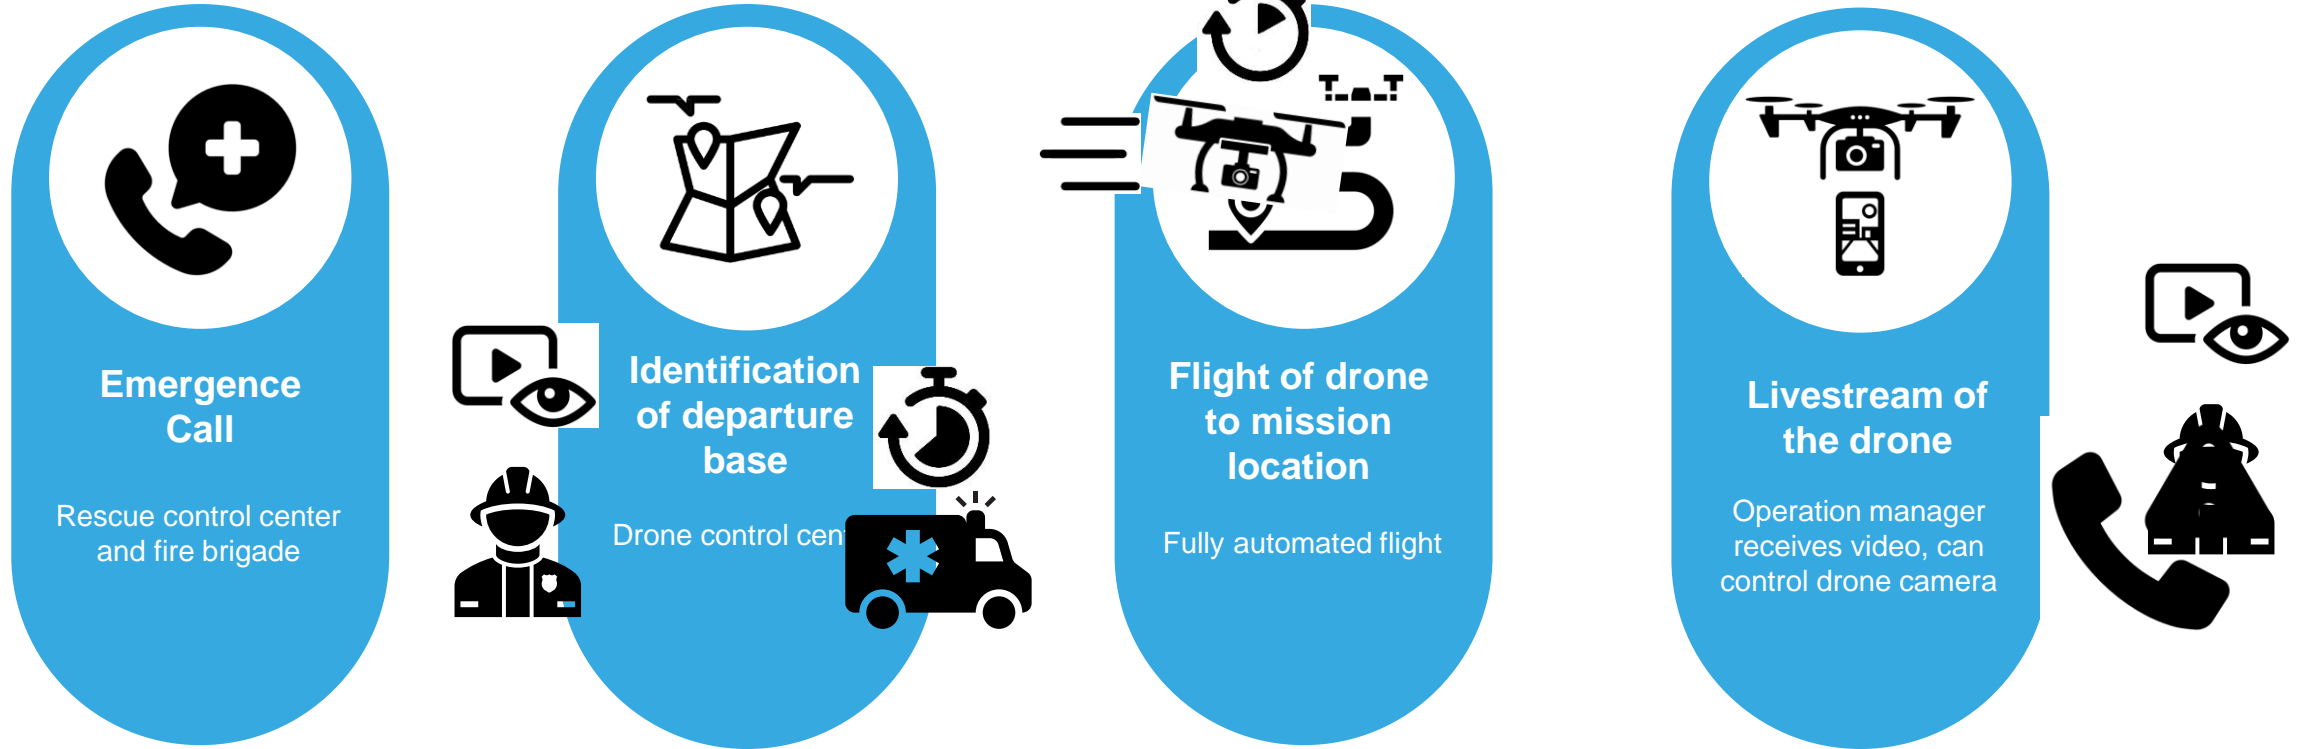 Emergence
Call
Rescue control center
and fire brigade
Identification
of departure
base
Drone control
Flight of drone
to mission
location
Fully automated flight
Livestream of
the drone
Operation manager
receives video, can
control drone camera